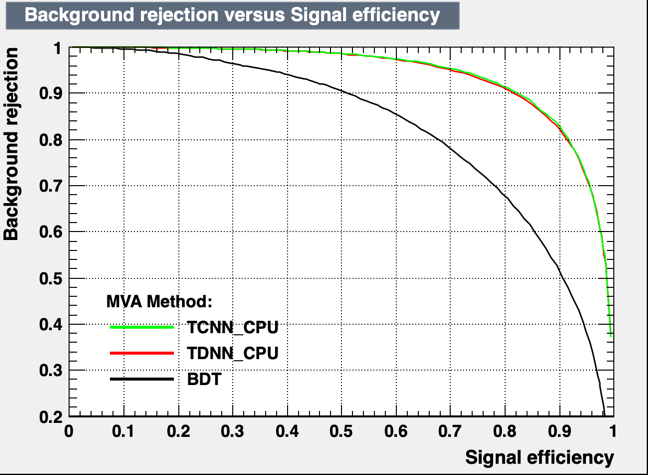 Background rejection versus Signal efficiency
Background rejection
1
0.9
0.8
0.7
0.6
0.5
0.4
0.3
0.2
MVA Method:
TCNN_CPU
TDNN_CPU
BDT
0 0.1 0.2 0.3 0.4 0.5 0.6 0.7 0.8 0.9 1
Signal efficiency